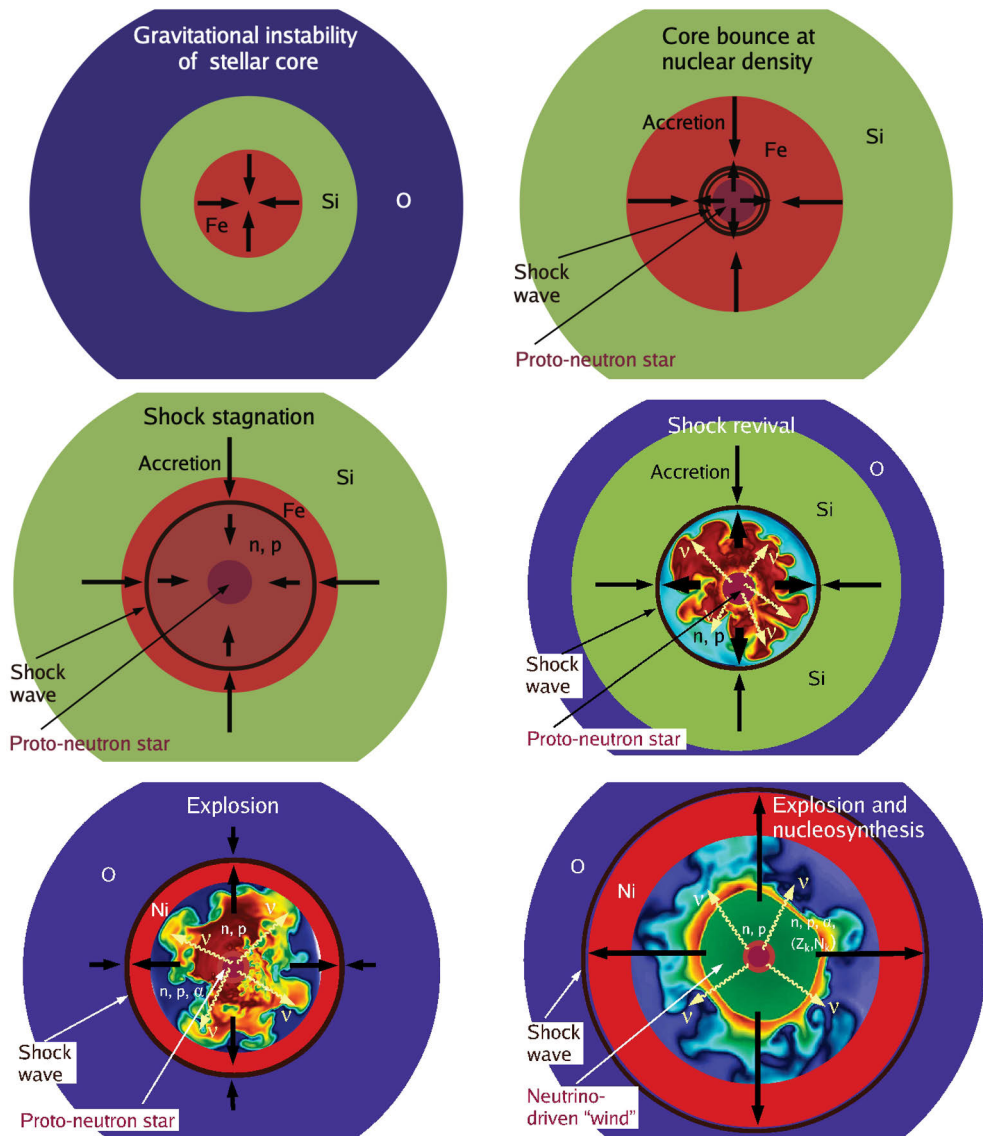 Gravitational instability
of stellar core
Fe
Si
O
Core bounce at
nuclear density
Accretion
Fe
Si
Shock
wave
Proto-neutron star
Shock stagnation
Accretion
Si
Fe
n, p
Shock
wave
Proto-neutron star
Shock revival
O
Accretion
Si
ν
ν
ν
ν
n, p
Si
Shock
wave
Proto-neutron star
Explosion
O
Ni
ν
n, p
ν
n, p, α
ν
ν
Shock
wave
Proto-neutron star
Explosion and
nucleosynthesis
O
Ni
ν
ν
n, p
n, p, α,
(Zₖ,Nₖ)
ν
ν
Shock
wave
Neutrino-
driven “wind”